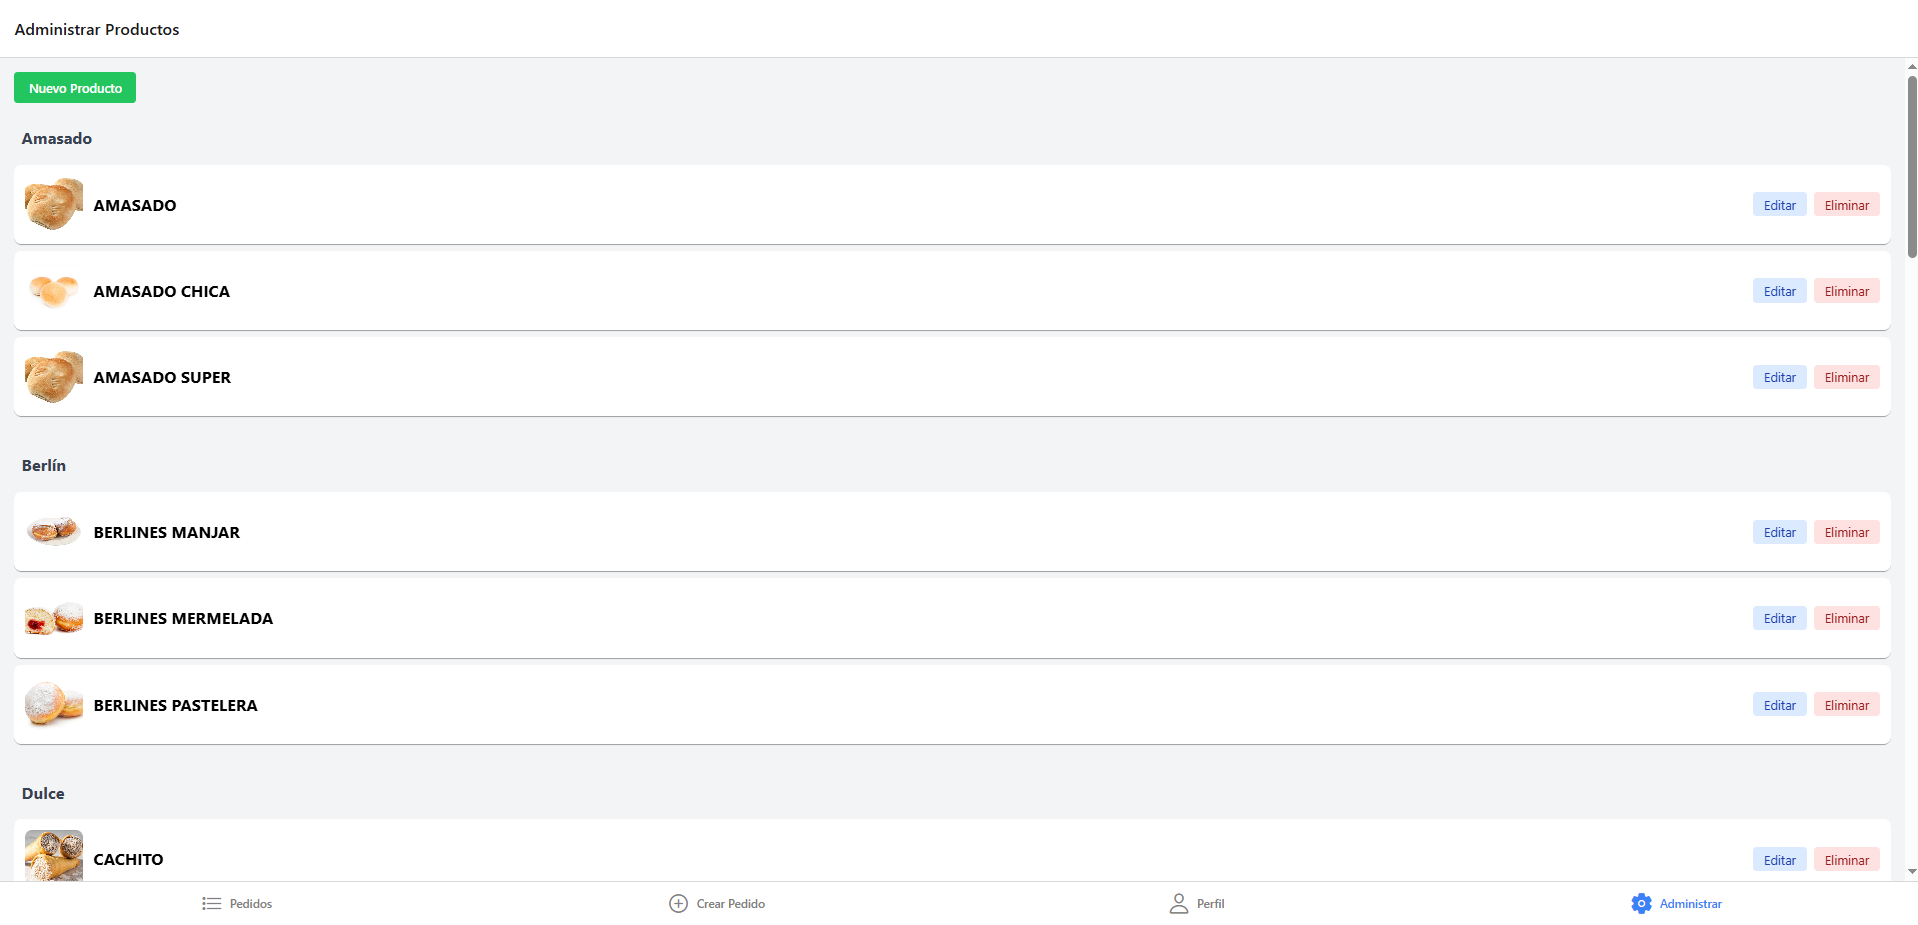 Administrar Productos
Nuevo Producto
Amasado
AMASADO
Editar Eliminar
AMASADO CHICA
Editar Eliminar
AMASADO SUPER
Editar Eliminar
Berlín
BERLINES MANJAR
Editar Eliminar
BERLINES MERMELADA
Editar Eliminar
BERLINES PASTELERA
Editar Eliminar
Dulce
CACHITO
Editar Eliminar
Pedidos Crear Pedido Perfil Administrar